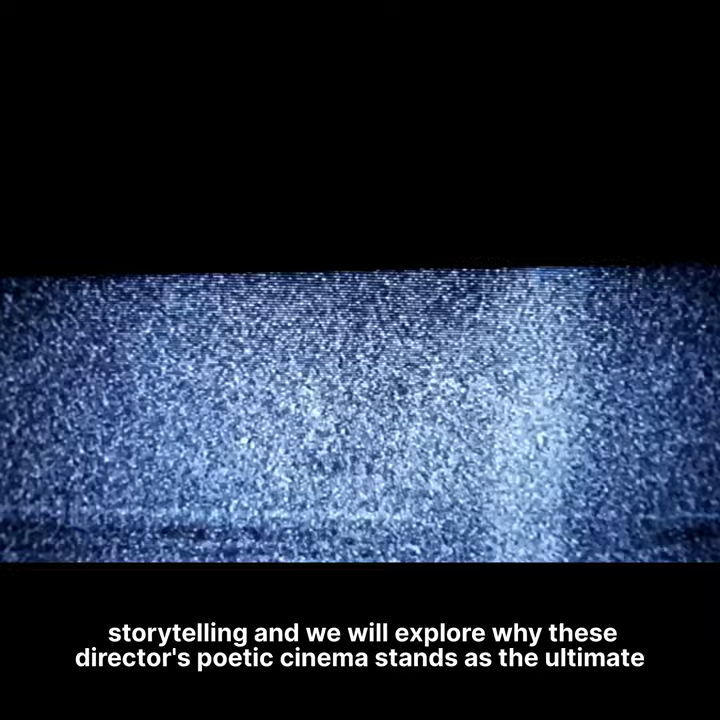 storytelling and we will explore why these
director's poetic cinema stands as the ultimate